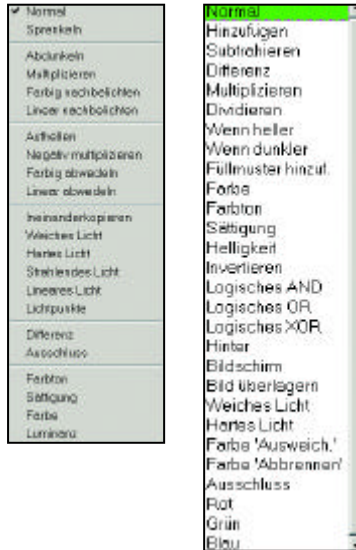 Normal
Sprenkeln
Abdunkeln
Multiplizieren
Farbig nachbelichten
Linear nachbelichten
Aufhellen
Negativ multiplizieren
Farbig abwedeln
Linear abwedeln
Ineinanderkopieren
Weiches Licht
Hartes Licht
Strahlendes Licht
Lineares Licht
Lichtpunkte
Differenz
Ausschluss
Farbton
Sättigung
Farbe
Luminanz
Normal
Hinzufügen
Subtrahieren
Differenz
Multiplizieren
Dividieren
Wenn heller
Wenn dunkler
Füllmuster hinzuf.
Farbe
Farbton
Sättigung
Helligkeit
Invertieren
Logisches AND
Logisches OR
Logisches XOR
Hinter
Bildschirm
Bild überlagern
Weiches Licht
Hartes Licht
Farbe 'Ausweich.'
Farbe 'Abbrennen'
Ausschluss
Rot
Grün
Blau